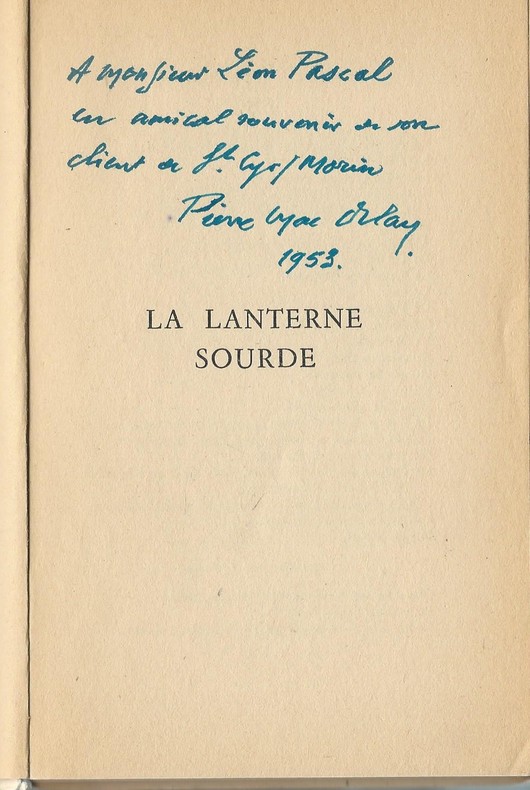 A monsieur Léon Pascal
en amical souvenir de son
client de St Cyr s/ Morin
Pierre Mac Orlan.
1953.
LA LANTERNE
SOURDE